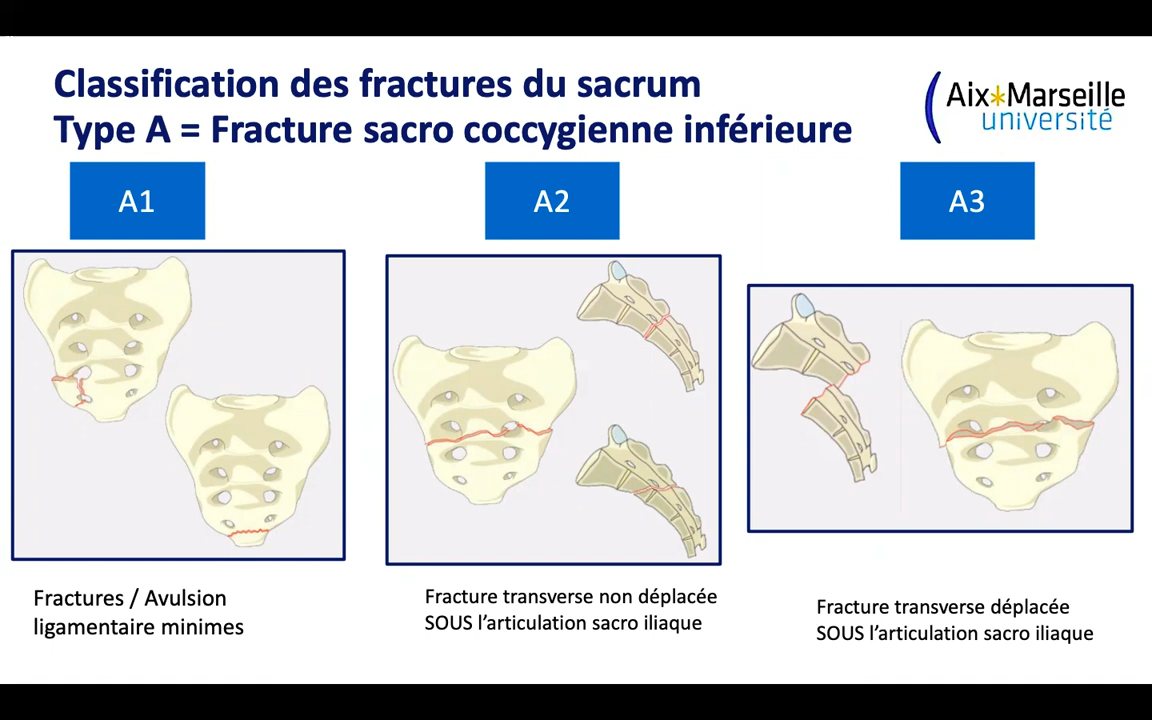 Classification des fractures du sacrum
Type A = Fracture sacro coccygienne inférieure
Aix*Marseille
université
A1
A2
A3
Fractures / Avulsion
ligamentaire minimes
Fracture transverse non déplacée
SOUS l’articulation sacro iliaque
Fracture transverse déplacée
SOUS l’articulation sacro iliaque